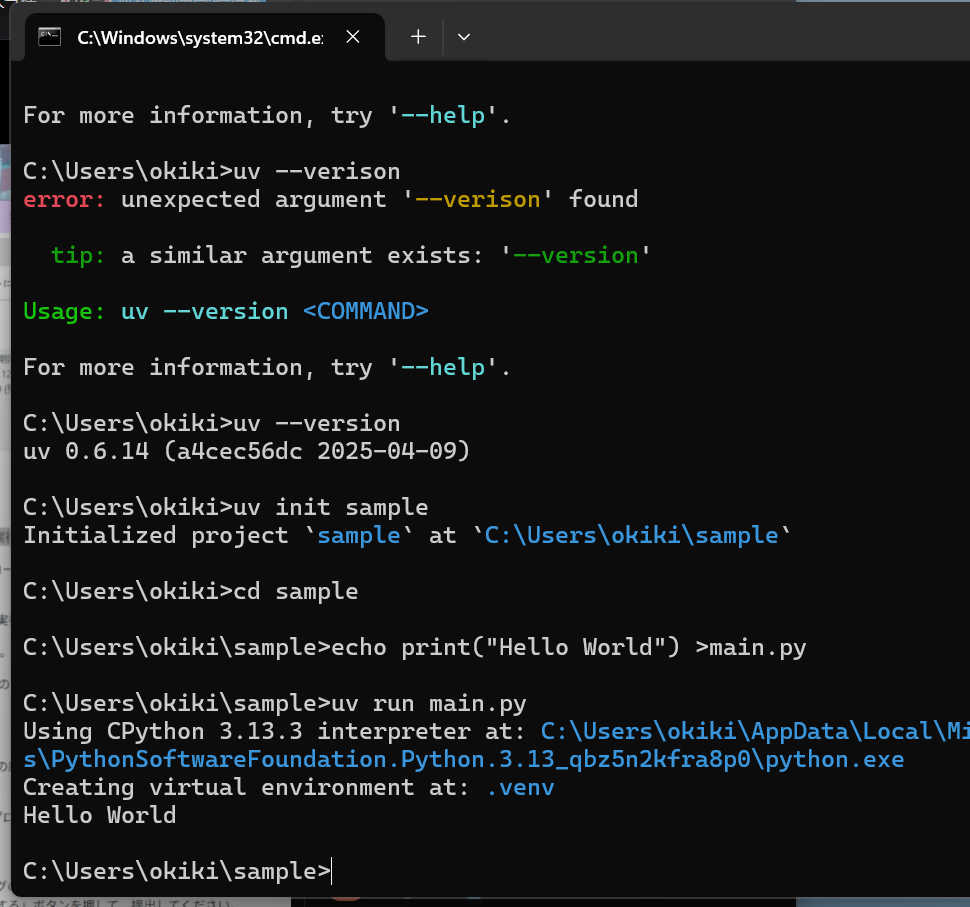 C:\Windows\system32\cmd.e
For more information, try '--help'.
C:\Users\okiki>uv --verison
error: unexpected argument '--verison' found
tip: a similar argument exists: '--version'
Usage: uv --version <COMMAND>
For more information, try '--help'.
C:\Users\okiki>uv --version
uv 0.6.14 (a4cec56dc 2025-04-09)
C:\Users\okiki>uv init sample
Initialized project `sample` at `C:\Users\okiki\sample`
C:\Users\okiki>cd sample
C:\Users\okiki\sample>echo print("Hello World") >main.py
C:\Users\okiki\sample>uv run main.py
Using CPython 3.13.3 interpreter at: C:\Users\okiki\AppData\Local\Mi
s\PythonSoftwareFoundation.Python.3.13_qbz5n2kfra8p0\python.exe
Creating virtual environment at: .venv
Hello World
C:\Users\okiki\sample>